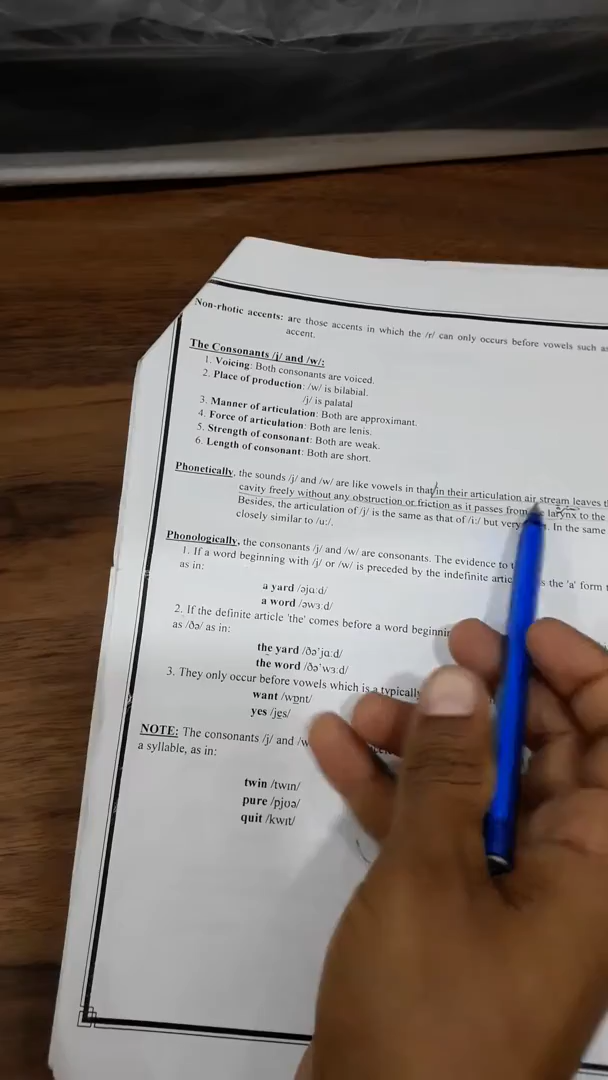 Non-rhotic accents: are those accents in which the /r/ can only occurs before vowels such as
accent.
The Consonants /j/ and /w/:
1. Voicing: Both consonants are voiced.
2. Place of production: /w/ is bilabial.
/j/ is palatal
3. Manner of articulation: Both are approximant.
4. Force of articulation: Both are lenis.
5. Strength of consonant: Both are weak.
6. Length of consonant: Both are short.
Phonetically, the sounds /j/ and /w/ are like vowels in that in their articulation air stream leaves
cavity freely without any obstruction or friction as it passes from larynx to the
Besides, the articulation of /j/ is the same as that of /i:/ but very In the same
closely similar to /u:/.
Phonologically, the consonants /j/ and /w/ are consonants. The evidence to
1. If a word beginning with /j/ or /w/ is preceded by the indefinite the 'a' form
as in:
a yard /əjɑːd/
a word /əwɜːd/
2. If the definite article 'the' comes before a word
as /ðə/ as in:
the yard /ðə'jɑːd/
the word /ðə'wɜːd/
3. They only occur before vowels which is a typically
want /wɒnt/
yes /jes/
NOTE: The consonants /j/ and
a syllable, as in:
twin /twɪn/
pure /pjʊə/
quit /kwɪt/